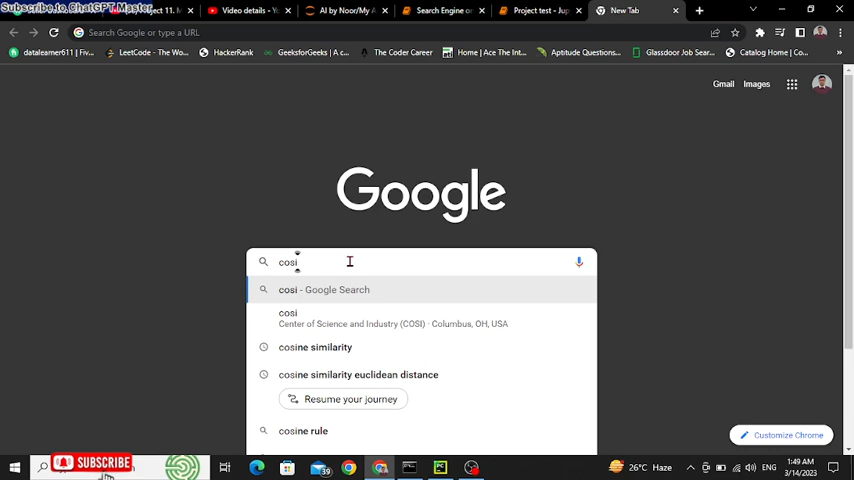 Subscribe to ChatGPT Master
Project 11. M
Video details - Y
AI by Noor/My A
Search Engine or
Project test - Jup
New Tab
Search Google or type a URL
datalearner611 | Fiv...
LeetCode - The Wo...
HackerRank
GeeksforGeeks | A...
The Coder Career
Home | Ace The Int...
Aptitude Questions...
Glassdoor Job Sear...
Catalog Home | Co...
Gmail
Images
Google
cosi
cosi - Google Search
cosi
Center of Science and Industry (COSI) · Columbus, OH, USA
cosine similarity
cosine similarity euclidean distance
Resume your journey
cosine rule
Customize Chrome
SUBSCRIBE
39
PC
26°C Haze
ENG
1:49 AM
3/14/2023